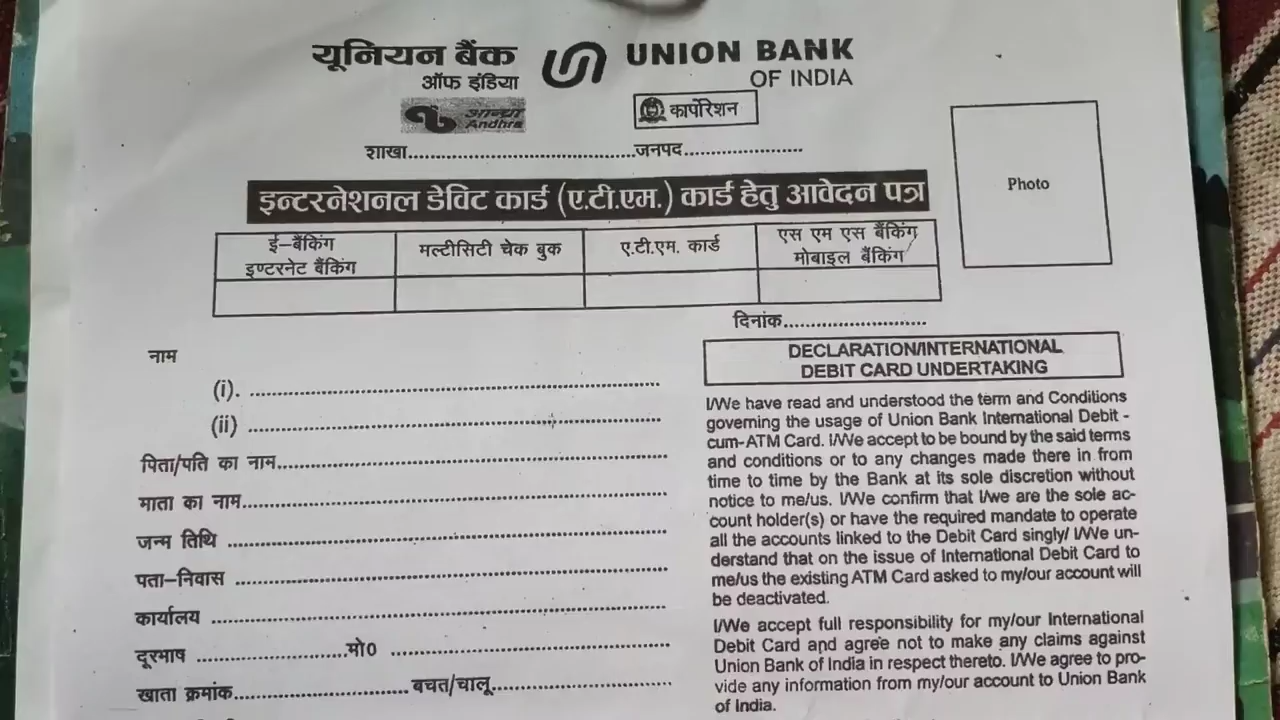 यूनियन बैंक UNION BANK
ऑफ इंडिया OF INDIA
आन्ध्रा Andhra कार्पोरेशन
शाखा........................................जनपद.....................
Photo
इन्टरनेशनल डेविट कार्ड (ए.टी.एम.) कार्ड हेतु आवेदन पत्र
ई–बैंकिंग इण्टरनेट बैंकिंग
मल्टीसिटी चेक बुक
ए.टी.एम. कार्ड
एस एम एस बैंकिंग मोबाइल बैंकिंग
दिनांक..........................
नाम
(i). ........................................................................
(ii) ........................................................................
पिता/पति का नाम....................................................................
माता का नाम..........................................................................
जन्म तिथि ............................................................................
पता–निवास ..........................................................................
कार्यालय ..............................................................................
दूरभाष ..........................मो0 ................................................
खाता क्रमांक..............................बचत/चालू..............................
DECLARATION/INTERNATIONAL
DEBIT CARD UNDERTAKING
I/We have read and understood the term and Conditions
governing the usage of Union Bank International Debit -
cum-ATM Card. I/We accept to be bound by the said terms
and conditions or to any changes made there in from
time to time by the Bank at its sole discretion without
notice to me/us. I/We confirm that I/we are the sole ac-
count holder(s) or have the required mandate to operate
all the accounts linked to the Debit Card singly/ I/We un-
derstand that on the issue of International Debit Card to
me/us the existing ATM Card asked to my/our account will
be deactivated.
I/We accept full responsibility for my/our International
Debit Card and agree not to make any claims against
Union Bank of India in respect thereto. I/We agree to pro-
vide any information from my/our account to Union Bank
of India.